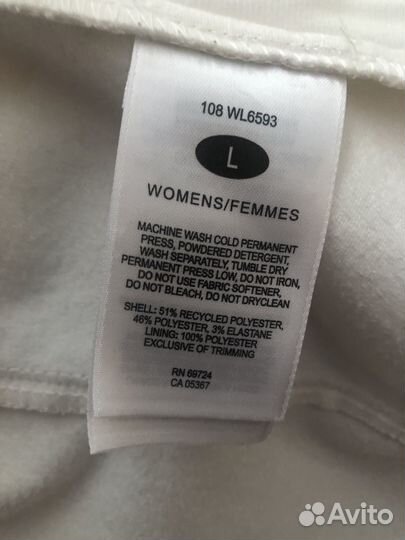 108 WL6593
L
WOMENS/FEMMES
MACHINE WASH COLD PERMANENT
PRESS, POWDERED DETERGENT,
WASH SEPARATELY, TUMBLE DRY
PERMANENT PRESS LOW, DO NOT IRON,
DO NOT USE FABRIC SOFTENER,
DO NOT BLEACH, DO NOT DRYCLEAN
SHELL: 51% RECYCLED POLYESTER,
46% POLYESTER, 3% ELASTANE
LINING: 100% POLYESTER
EXCLUSIVE OF TRIMMING
RN 69724
CA 05367
Avito